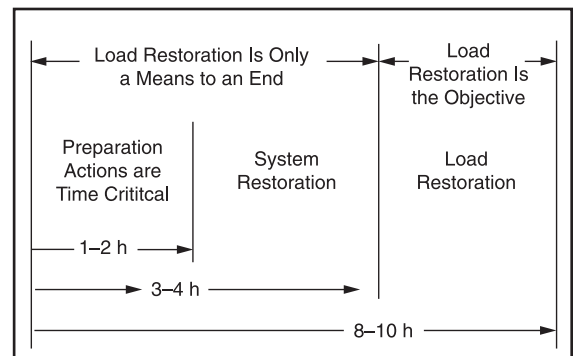 Load Restoration Is Only
a Means to an End
Load
Restoration Is
the Objective
Preparation
Actions are
Time Crititcal
System
Restoration
Load
Restoration
1–2 h
3–4 h
8–10 h